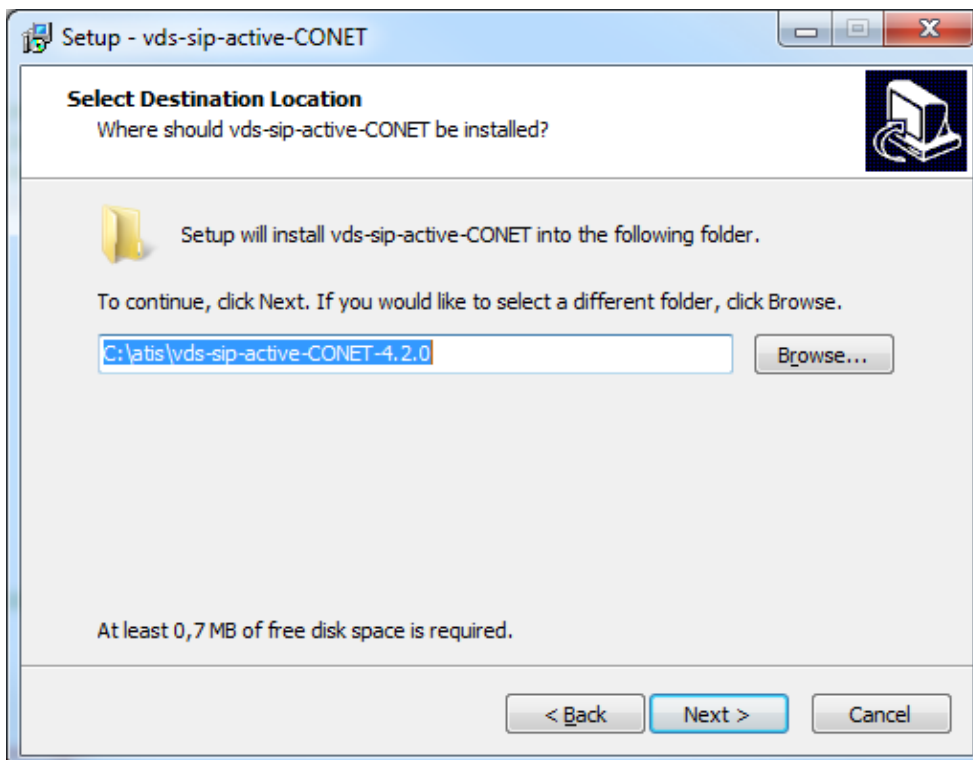 Setup - vds-sip-active-CONET
Select Destination Location
Where should vds-sip-active-CONET be installed?
Setup will install vds-sip-active-CONET into the following folder.
To continue, click Next. If you would like to select a different folder, click Browse.
C:\atis\vds-sip-active-CONET-4.2.0
Browse...
At least 0,7 MB of free disk space is required.
< Back Next > Cancel